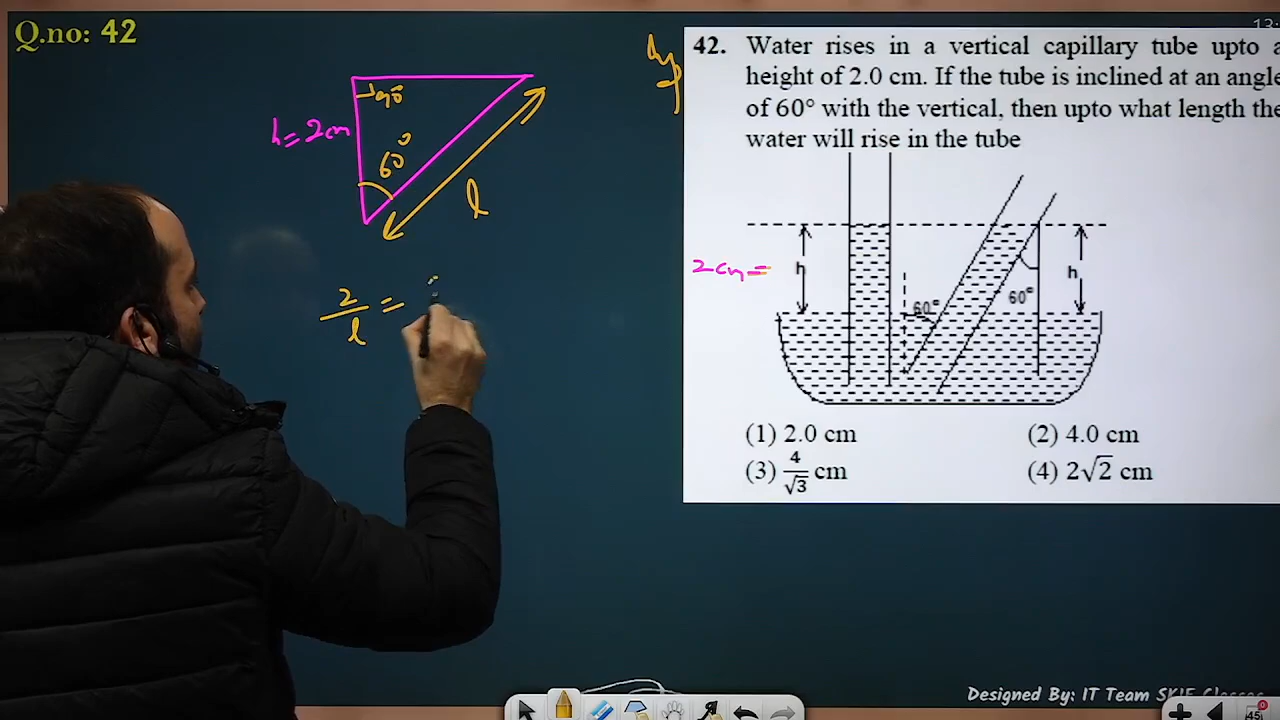 Q.no: 42
h = 2cm
90°
60°
l
2/l =
hyp
42. Water rises in a vertical capillary tube upto a
height of 2.0 cm. If the tube is inclined at an angle
of 60° with the vertical, then upto what length the
water will rise in the tube
2cm =
h
60°
60°
h
(1) 2.0 cm
(2) 4.0 cm
(3) 4/√3 cm
(4) 2√2 cm
Designed By: IT Team SKIE Classes